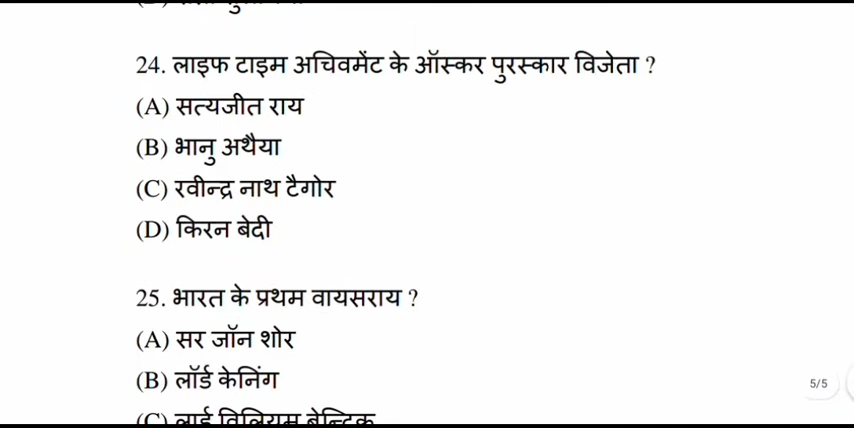 24. लाइफ टाइम अचिवमेंट के ऑस्कर पुरस्कार विजेता ?
(A) सत्यजीत राय
(B) भानु अथैया
(C) रवीन्द्र नाथ टैगोर
(D) किरन बेदी
25. भारत के प्रथम वायसराय ?
(A) सर जॉन शोर
(B) लॉर्ड केनिंग
5/5
(C) लार्ड विलियम बेन्टिक